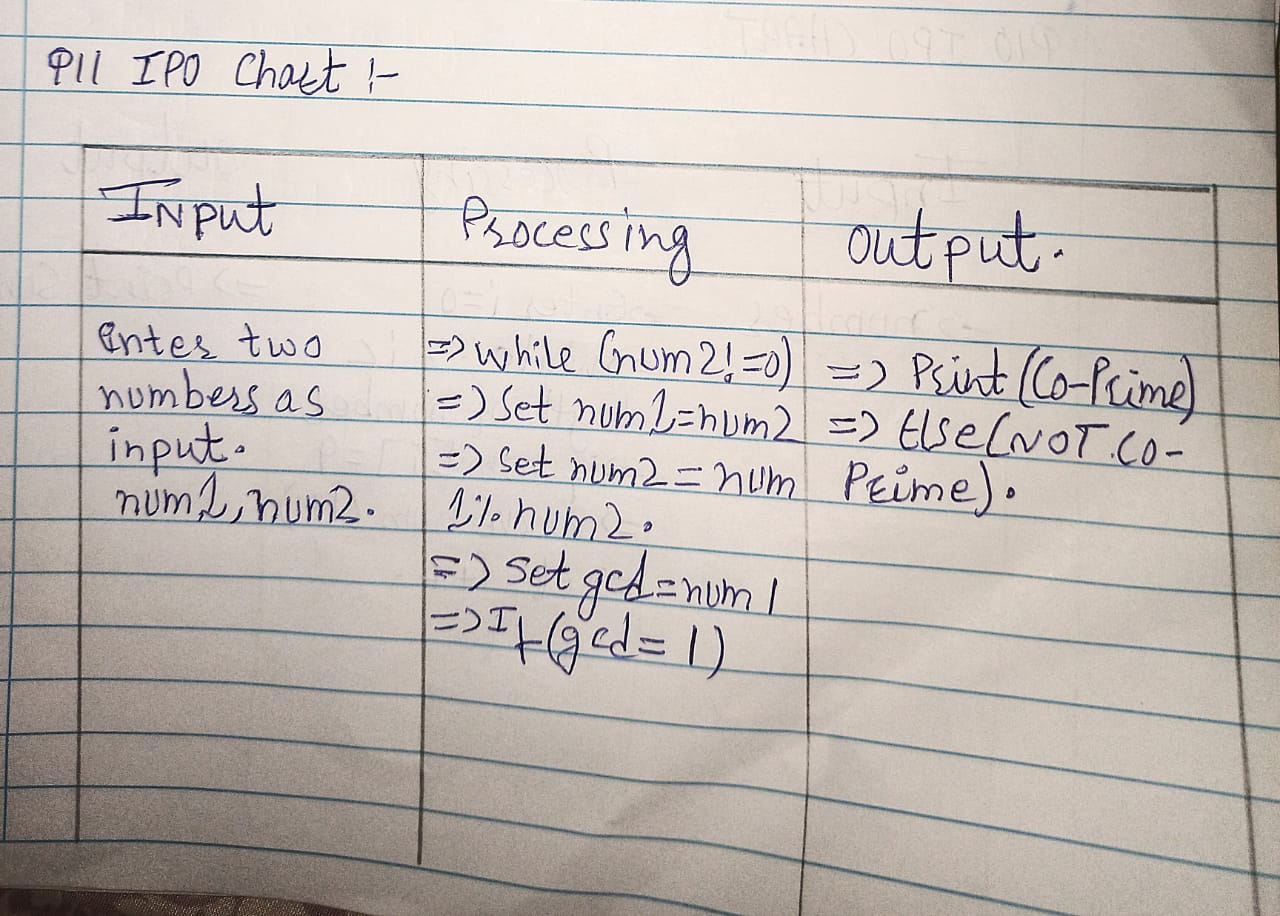 P11 IPO Chart :-
INput
Processing
output.
Enter two
numbers as
input.
num1, num2.
=> while (num2!=0)
=> Set num1=num2
=> Set num2 = num
1% num2.
=> Set gcd=num1
=> If (gcd= 1)
=> Print (Co-Prime)
=> Else (NOT CO-
Prime).